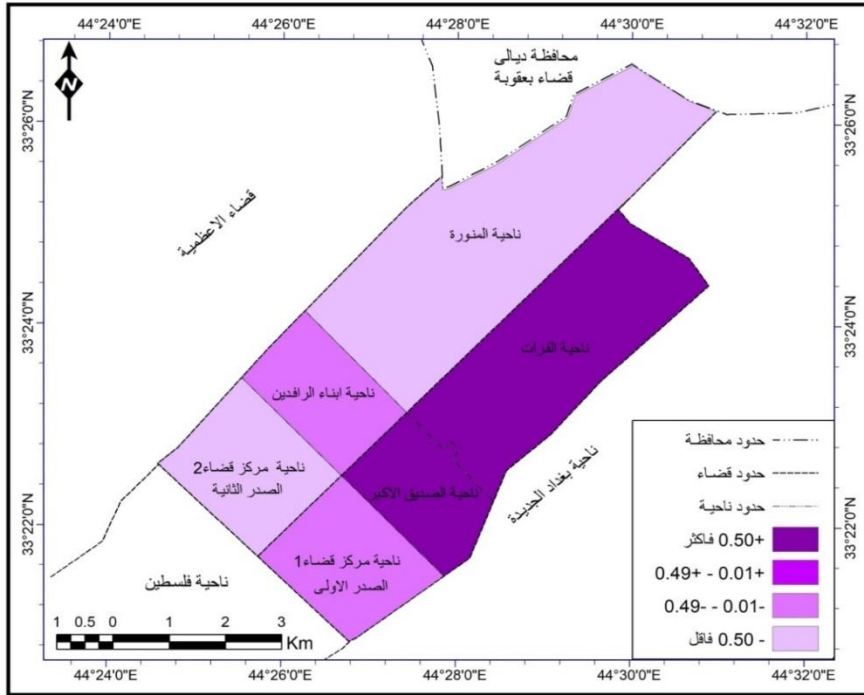 44°24'0"E 44°26'0"E 44°28'0"E 44°30'0"E 44°32'0"E
N
33°26'0"N
33°24'0"N
33°22'0"N
33°26'0"N
33°24'0"N
33°22'0"N
محافظة ديالى
قضاء بعقوبة
قضاء الاعظمية
ناحية المنورة
ناحية الفرات
ناحية ابناء الرافدين
ناحية مركز قضاء2
الصدر الثانية
ناحية الصديق الاكبر
ناحية بغداد الجديدة
ناحية مركز قضاء1
الصدر الاولى
ناحية فلسطين
حدود محافظة
حدود قضاء
حدود ناحية
+0.50 فاكثر
+0.01 - +0.49
-0.01 - -0.49
- 0.50 فاقل
1 0.5 0 1 2 3
Km
44°24'0"E 44°26'0"E 44°28'0"E 44°30'0"E 44°32'0"E